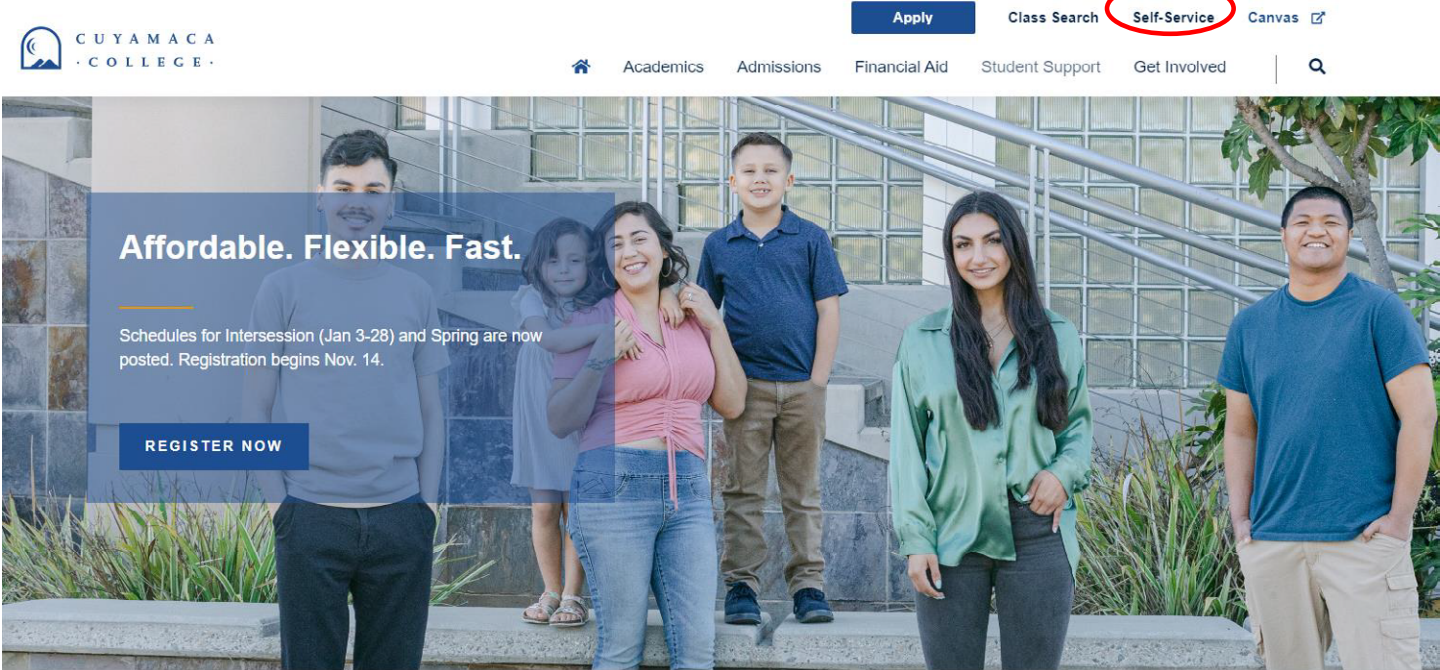 Apply Class Search Self-Service Canvas
CUYAMACA
·COLLEGE·
Academics Admissions Financial Aid Student Support Get Involved
Affordable. Flexible. Fast.
Schedules for Intersession (Jan 3-28) and Spring are now
posted. Registration begins Nov. 14.
REGISTER NOW